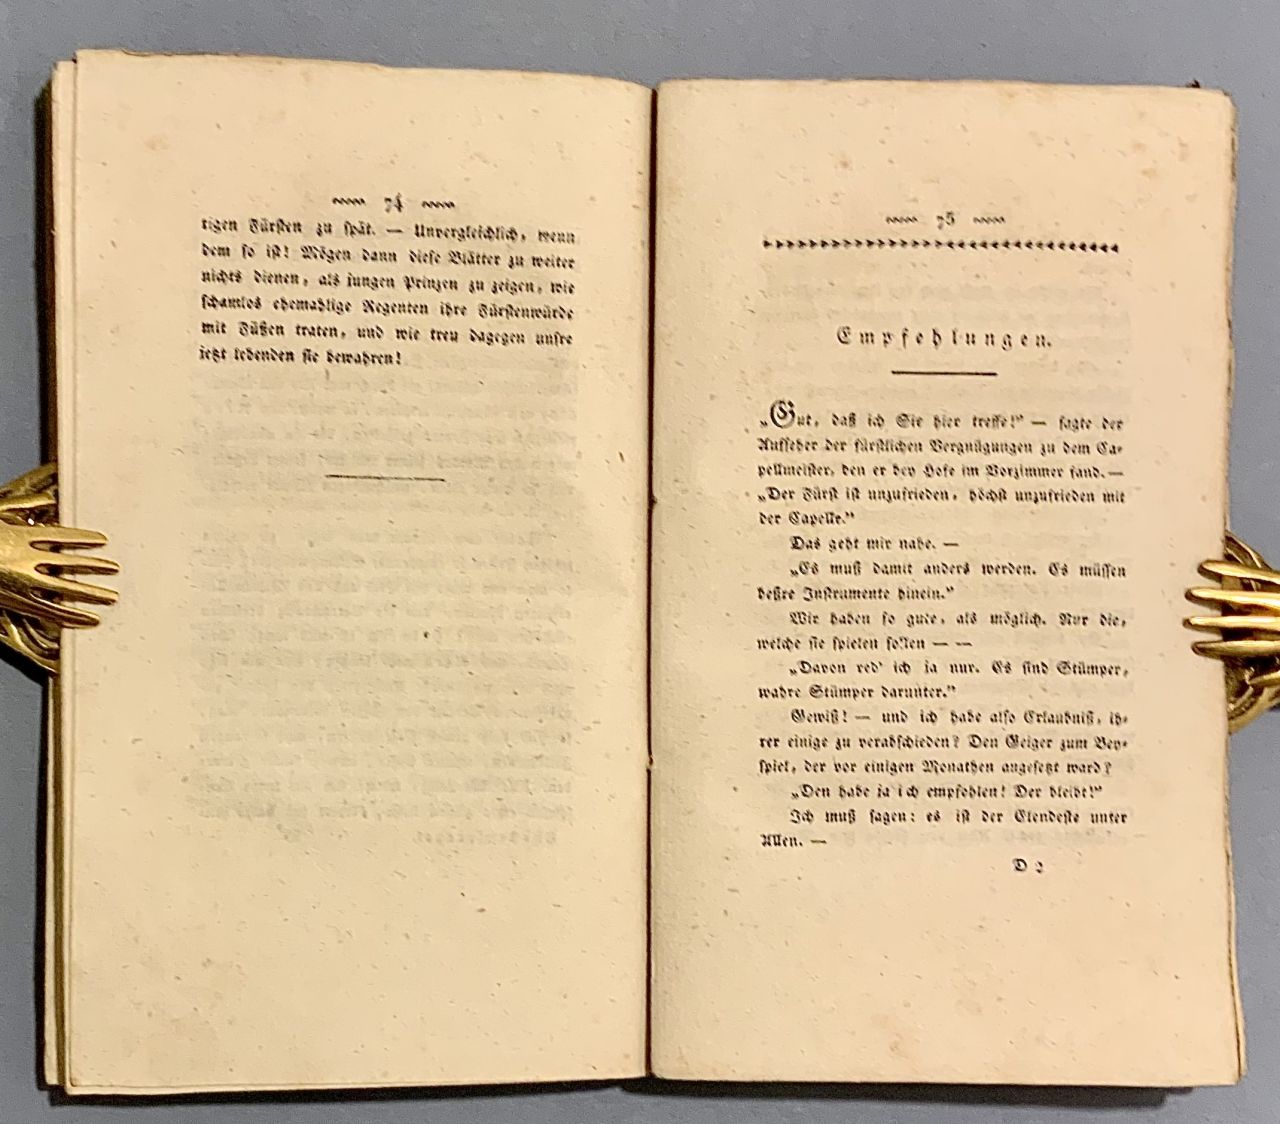 74
tigen Fürsten zu spät. — Unvergleichlich, wenn
dem so ist! Mögen dann diese Blätter zu weiter
nichts dienen, als jungen Prinzen zu zeigen, wie
schamlos ehemahlige Regenten ihre Fürstenwürde
mit Füßen traten, und wie treu dagegen unsre
jetzt lebenden sie bewahren!
75
Empfehlungen.
„Gut, daß ich Sie hier treffe!” — sagte der
Aufseher der fürstlichen Vergnügungen zu dem Ca-
pellmeister, den er bey Hofe im Vorzimmer fand. —
„Der Fürst ist unzufrieden, höchst unzufrieden mit
der Capelle.”
Das geht mir nahe. —
„Es muß damit anders werden. Es müssen
beßre Instrumente hinein.”
Wir haben so gute, als möglich. Nur die,
welche sie spielen sollen — —
„Davon red' ich ja nur. Es sind Stümper,
wahre Stümper darunter.”
Gewiß! — und ich habe also Erlaubniß, ih-
rer einige zu verabschieden? Den Geiger zum Bey-
spiel, der vor einigen Monathen angesetzt ward?
„Den habe ja ich empfohlen! Der bleibt!”
Ich muß sagen: es ist der Elendeste unter
Allen. —
D 2